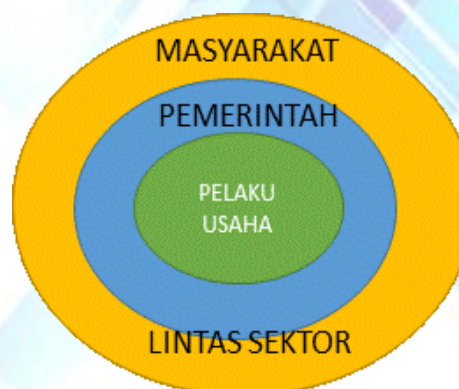 MASYARAKAT
PEMERINTAH
PELAKU
USAHA
LINTAS SEKTOR